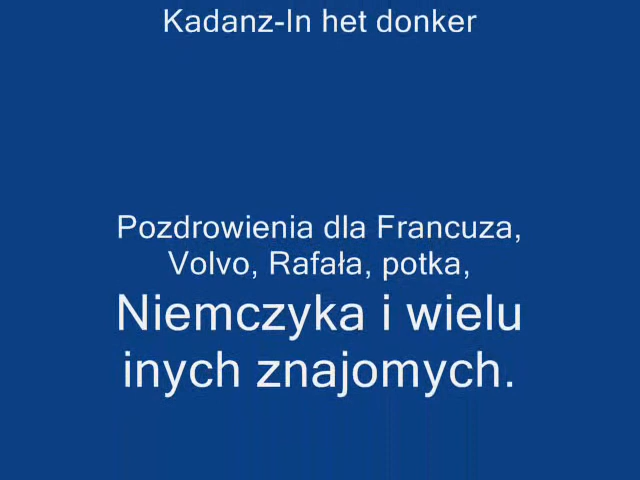 Kadanz-In het donker
Pozdrowienia dla Francuza,
Volvo, Rafała, potka,
Niemczyka i wielu
inych znajomych.